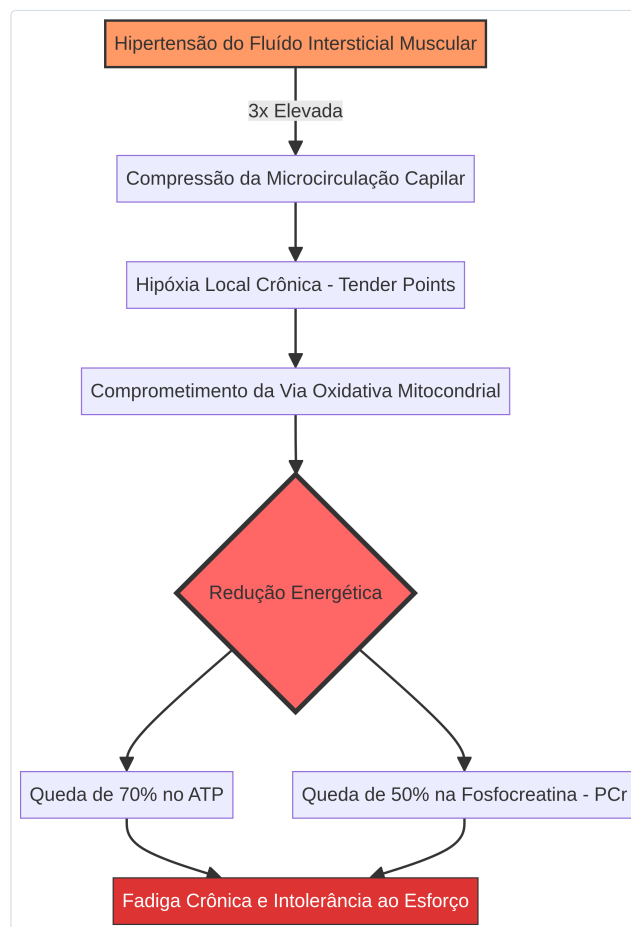 Hipertensão do Fluído Intersticial Muscular
3x Elevada
Compressão da Microcirculação Capilar
Hipóxia Local Crônica - Tender Points
Comprometimento da Via Oxidativa Mitocondrial
Redução Energética
Queda de 70% no ATP
Queda de 50% na Fosfocreatina - PCr
Fadiga Crônica e Intolerância ao Esforço